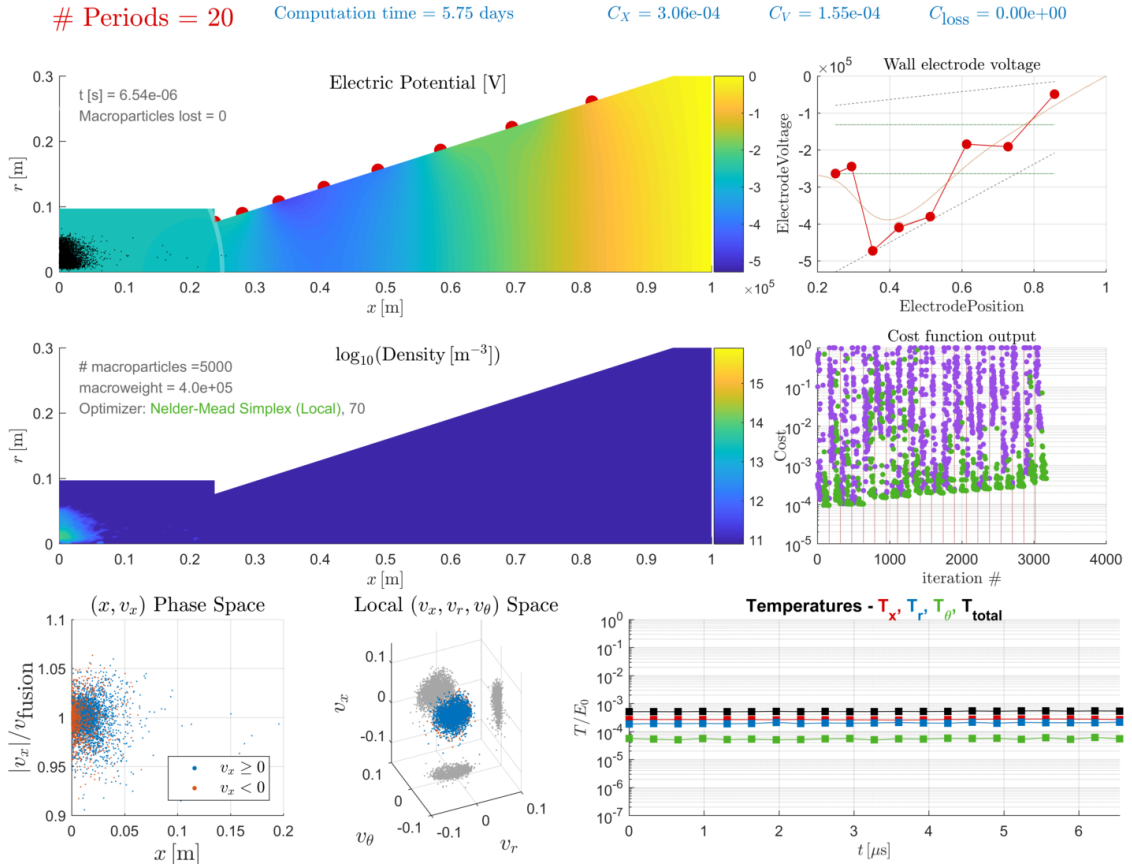 # Periods = 20
Computation time = 5.75 days
C_X = 3.06e-04
C_V = 1.55e-04
C_loss = 0.00e+00
Electric Potential [V]
t [s] = 6.54e-06
Macroparticles lost = 0
0.3
0.2
0.1
0
r [m]
0 0.1 0.2 0.3 0.4 0.5 0.6 0.7 0.8 0.9 1
x [m]
0
-1
-2
-3
-4
-5
×10⁵
Wall electrode voltage
×10⁵
0
-1
-2
-3
-4
-5
ElectrodeVoltage
0.2 0.4 0.6 0.8 1.0
ElectrodePosition
log₁₀(Density [m⁻³])
# macroparticles =5000
macroweight = 4.0e+05
Optimizer: Nelder-Mead Simplex (Local), 70
0.3
0.2
0.1
0
r [m]
0 0.1 0.2 0.3 0.4 0.5 0.6 0.7 0.8 0.9 1
x [m]
15
14
13
12
11
Cost function output
10⁰
10⁻¹
10⁻²
10⁻³
10⁻⁴
10⁻⁵
Cost
0 1000 2000 3000 4000
iteration #
(x, v_x) Phase Space
1.1
1.05
1
0.95
0.9
|v_x|/v_fusion
v_x ≥ 0
v_x < 0
0 0.05 0.1 0.15 0.2
x [m]
Local (v_x, v_r, v_θ) Space
0.1
0
-0.1
v_x
0.1
0
-0.1
v_θ
-0.1
0
0.1
v_r
Temperatures - T_x, T_r, T_θ, T_total
10⁰
10⁻¹
10⁻²
10⁻³
10⁻⁴
10⁻⁵
10⁻⁶
10⁻⁷
T/E₀
0 1 2 3 4 5 6
t [μs]